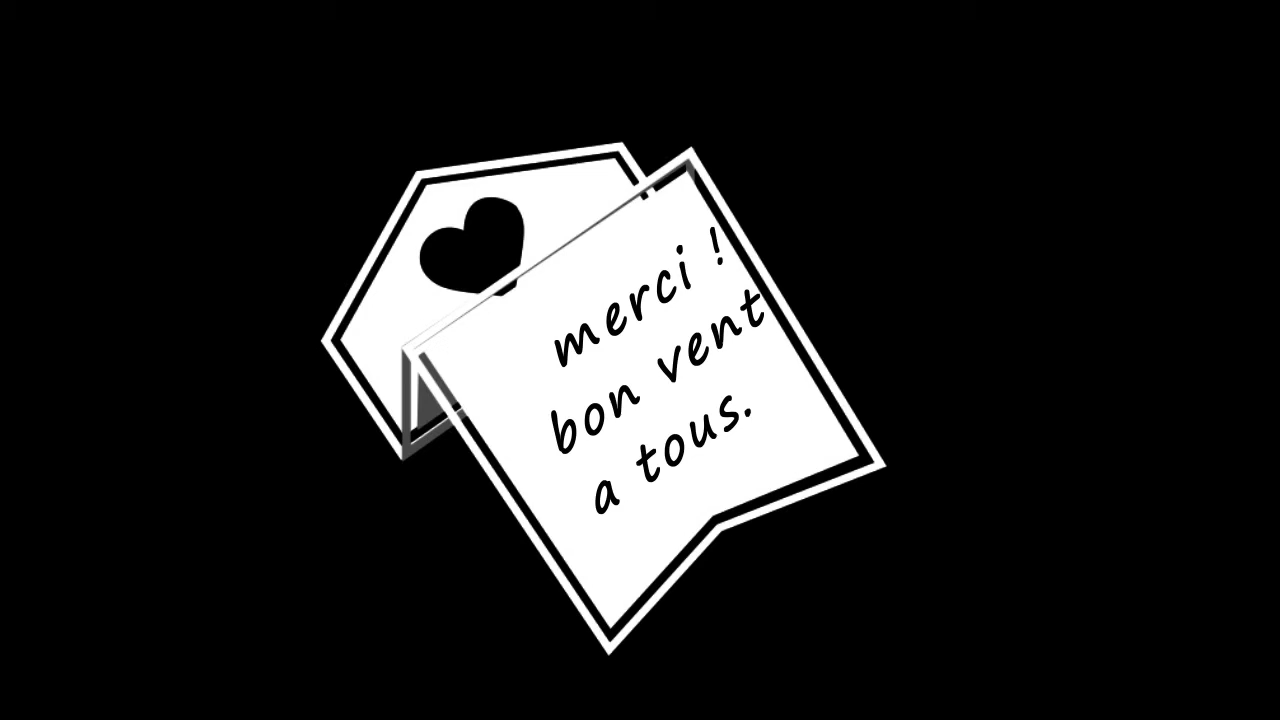 merci !
bon vent
a tous.